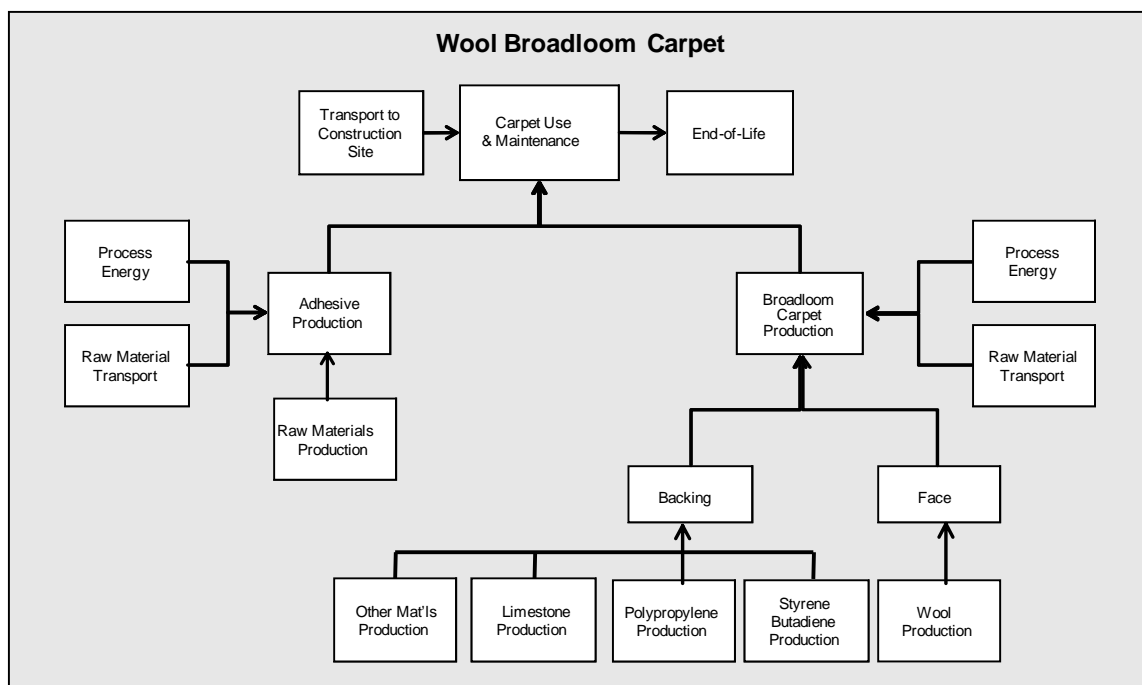 Wool Broadloom Carpet
Transport to
Construction
Site
Carpet Use
& Maintenance
End-of-Life
Process
Energy
Raw Material
Transport
Adhesive
Production
Raw Materials
Production
Broadloom
Carpet
Production
Process
Energy
Raw Material
Transport
Backing
Face
Other Mat'ls
Production
Limestone
Production
Polypropylene
Production
Styrene
Butadiene
Production
Wool
Production